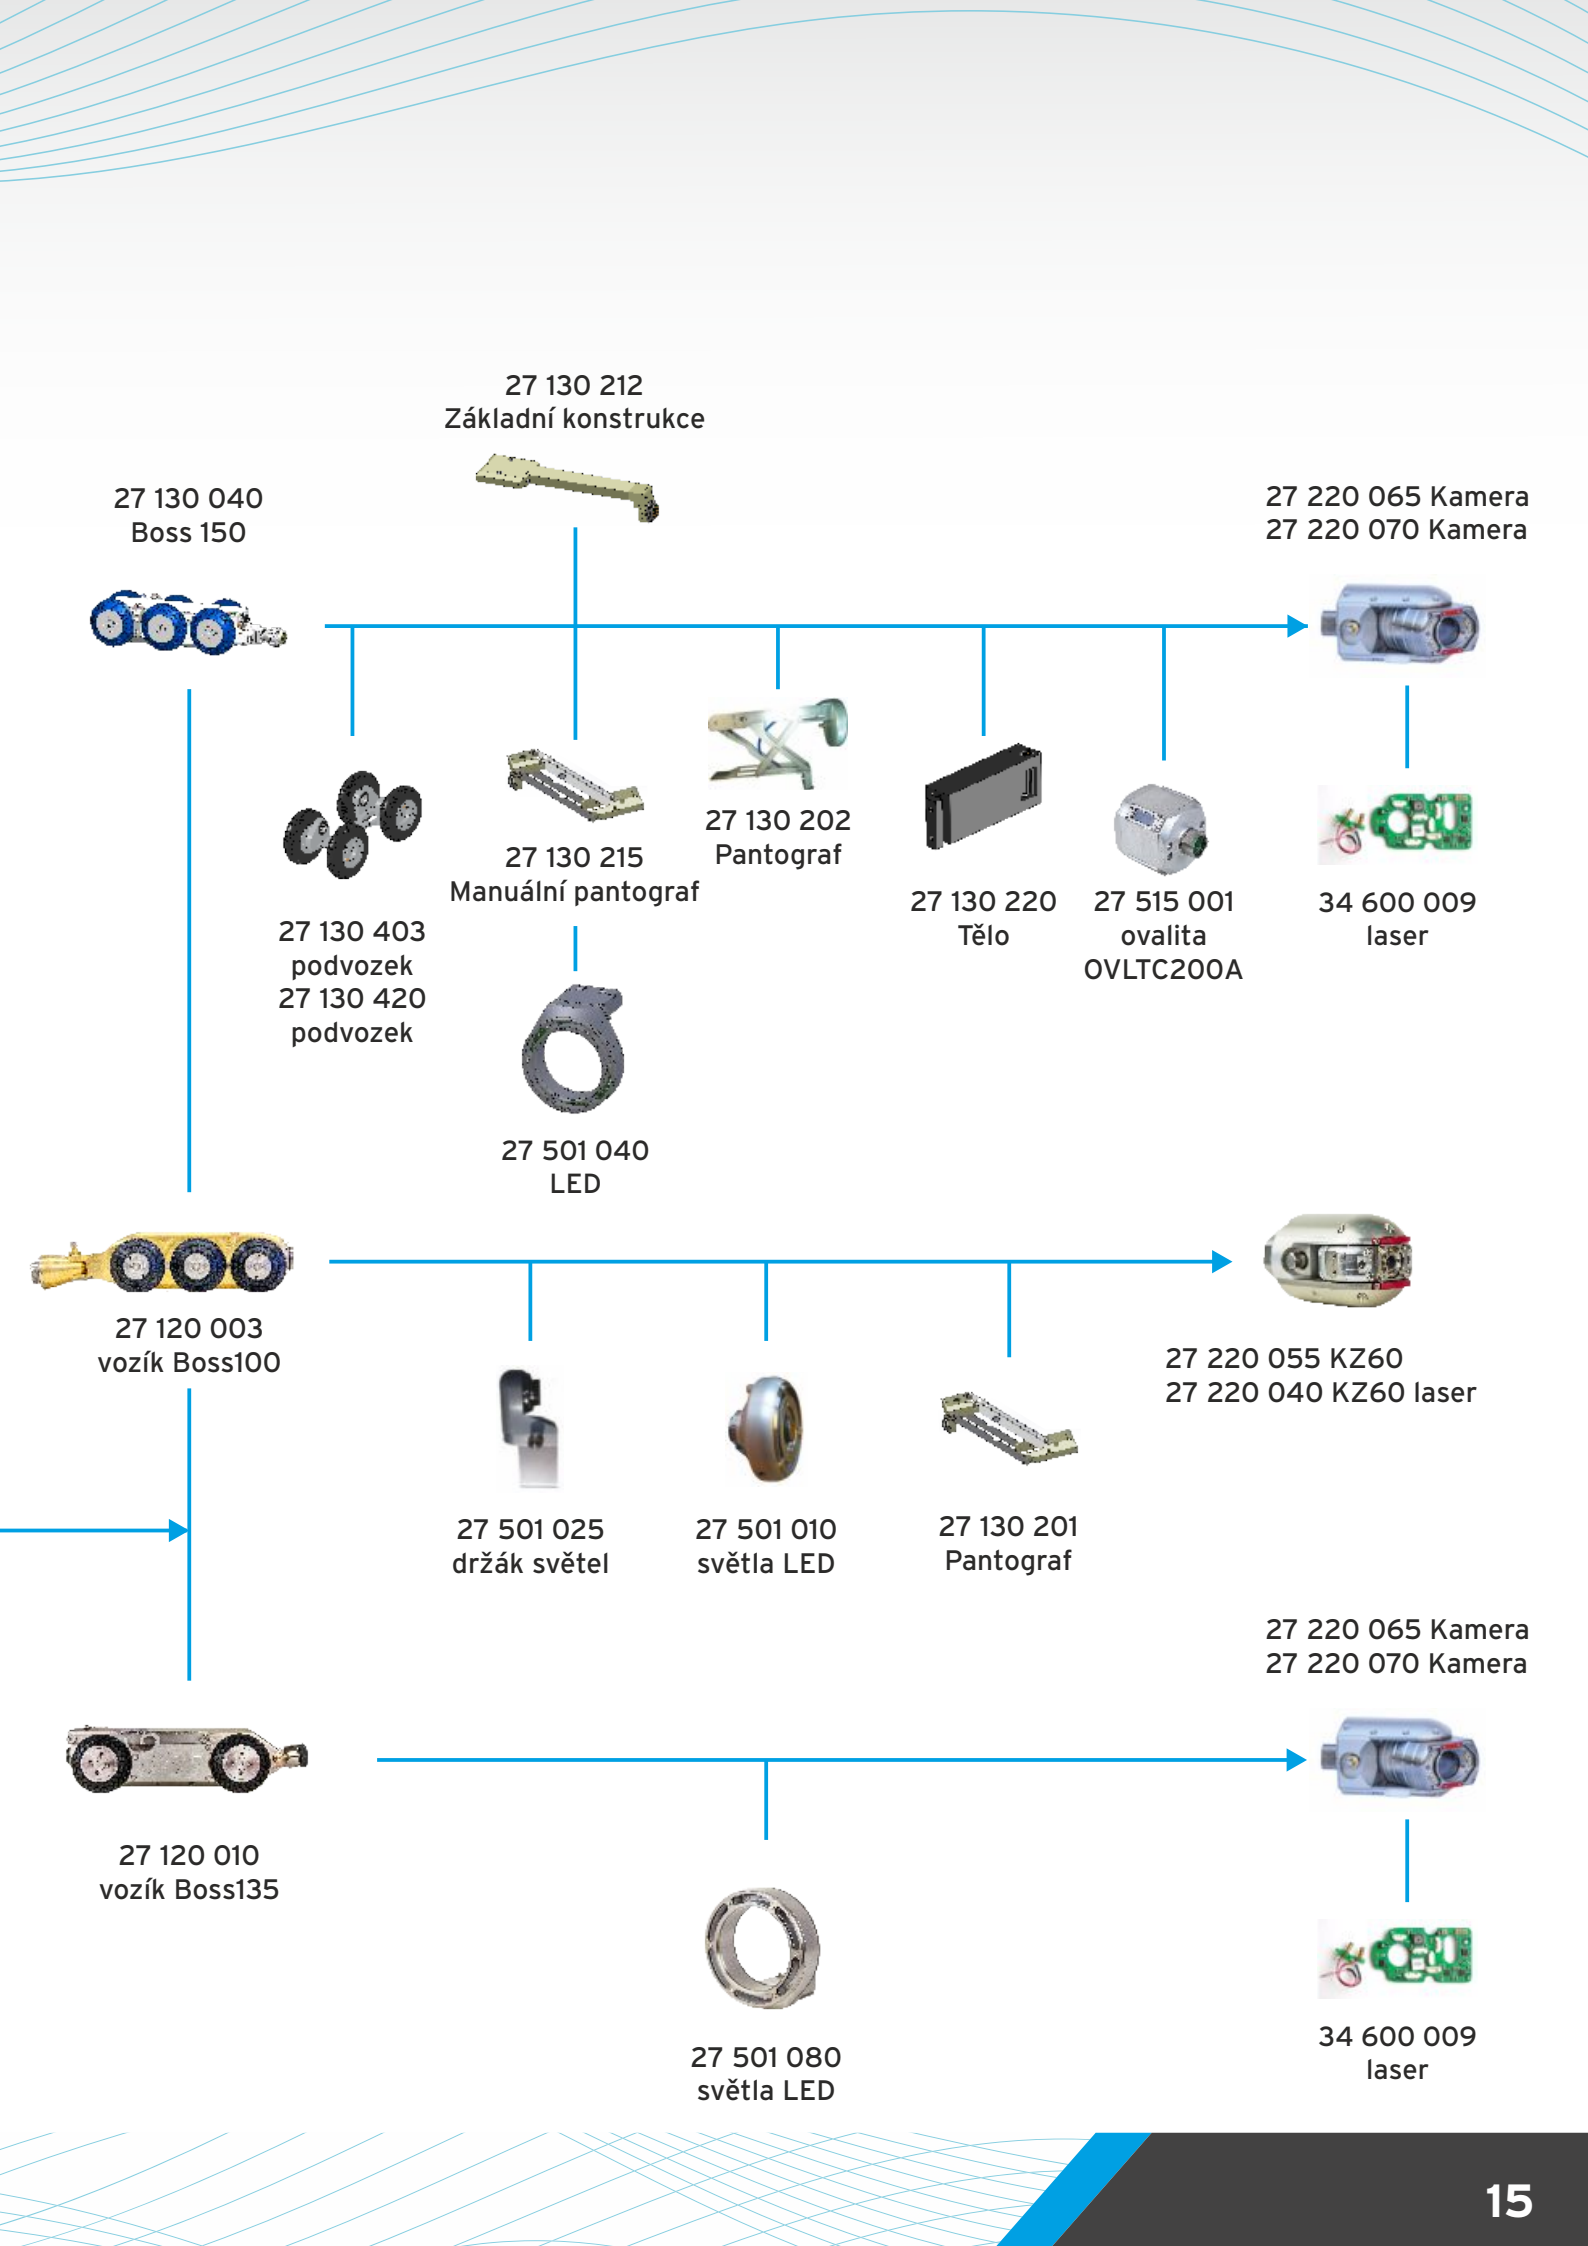 27 130 212
Základní konstrukce
27 130 040
Boss 150
27 220 065 Kamera
27 220 070 Kamera
27 130 403
podvozek
27 130 420
podvozek
27 130 215
Manuální pantograf
27 130 202
Pantograf
27 130 220
Tělo
27 515 001
ovalita
OVLTC200A
34 600 009
laser
27 501 040
LED
27 120 003
vozík Boss100
27 220 055 KZ60
27 220 040 KZ60 laser
27 501 025
držák světel
27 501 010
světla LED
27 130 201
Pantograf
27 220 065 Kamera
27 220 070 Kamera
27 120 010
vozík Boss135
27 501 080
světla LED
34 600 009
laser
15